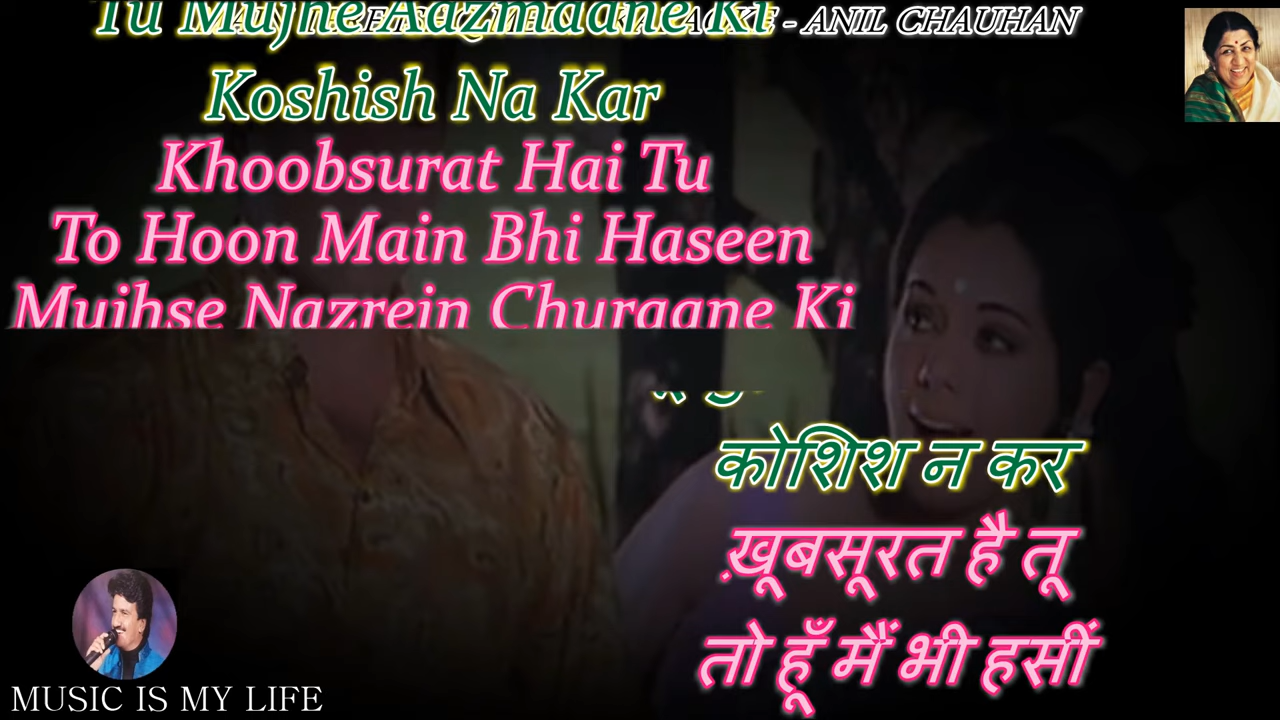 Tu Mujhe Aazmaane Ki
- ANIL CHAUHAN
Koshish Na Kar
Khoobsurat Hai Tu
To Hoon Main Bhi Haseen
Mujhse Nazrein Churaane Ki
कोशिश न कर
ख़ूबसूरत है तू
तो हूँ मैं भी हसीं
MUSIC IS MY LIFE